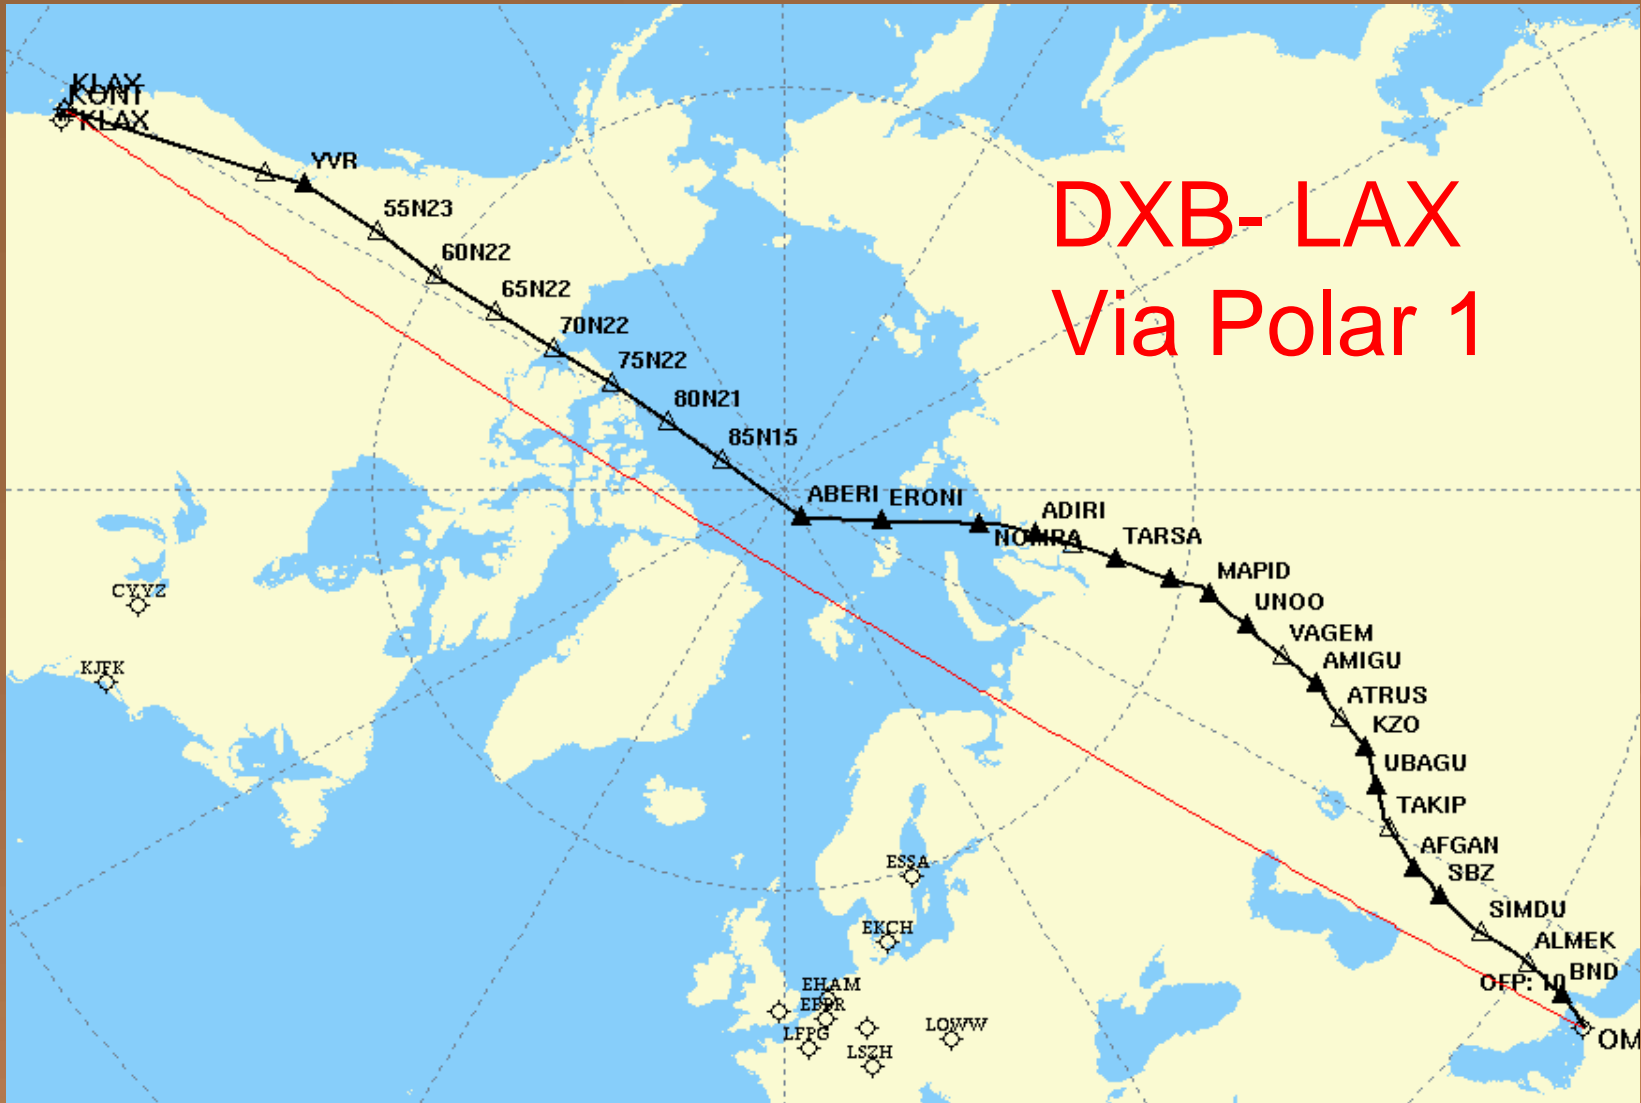 KLAX
KONT
KLAX
YVR
55N23
60N22
65N22
70N22
75N22
80N21
85N15
DXB- LAX
Via Polar 1
ABERI
ERONI
NOMRA
ADIRI
TARSA
MAPID
UNOO
VAGEM
AMIGU
ATRUS
KZO
UBAGU
TAKIP
AFGAN
SBZ
SIMDU
ALMEK
BND
OFP: 10
OM
CYYZ
KJFK
ESSA
EKCH
EHAM
LFPG
LSZH
LOWW